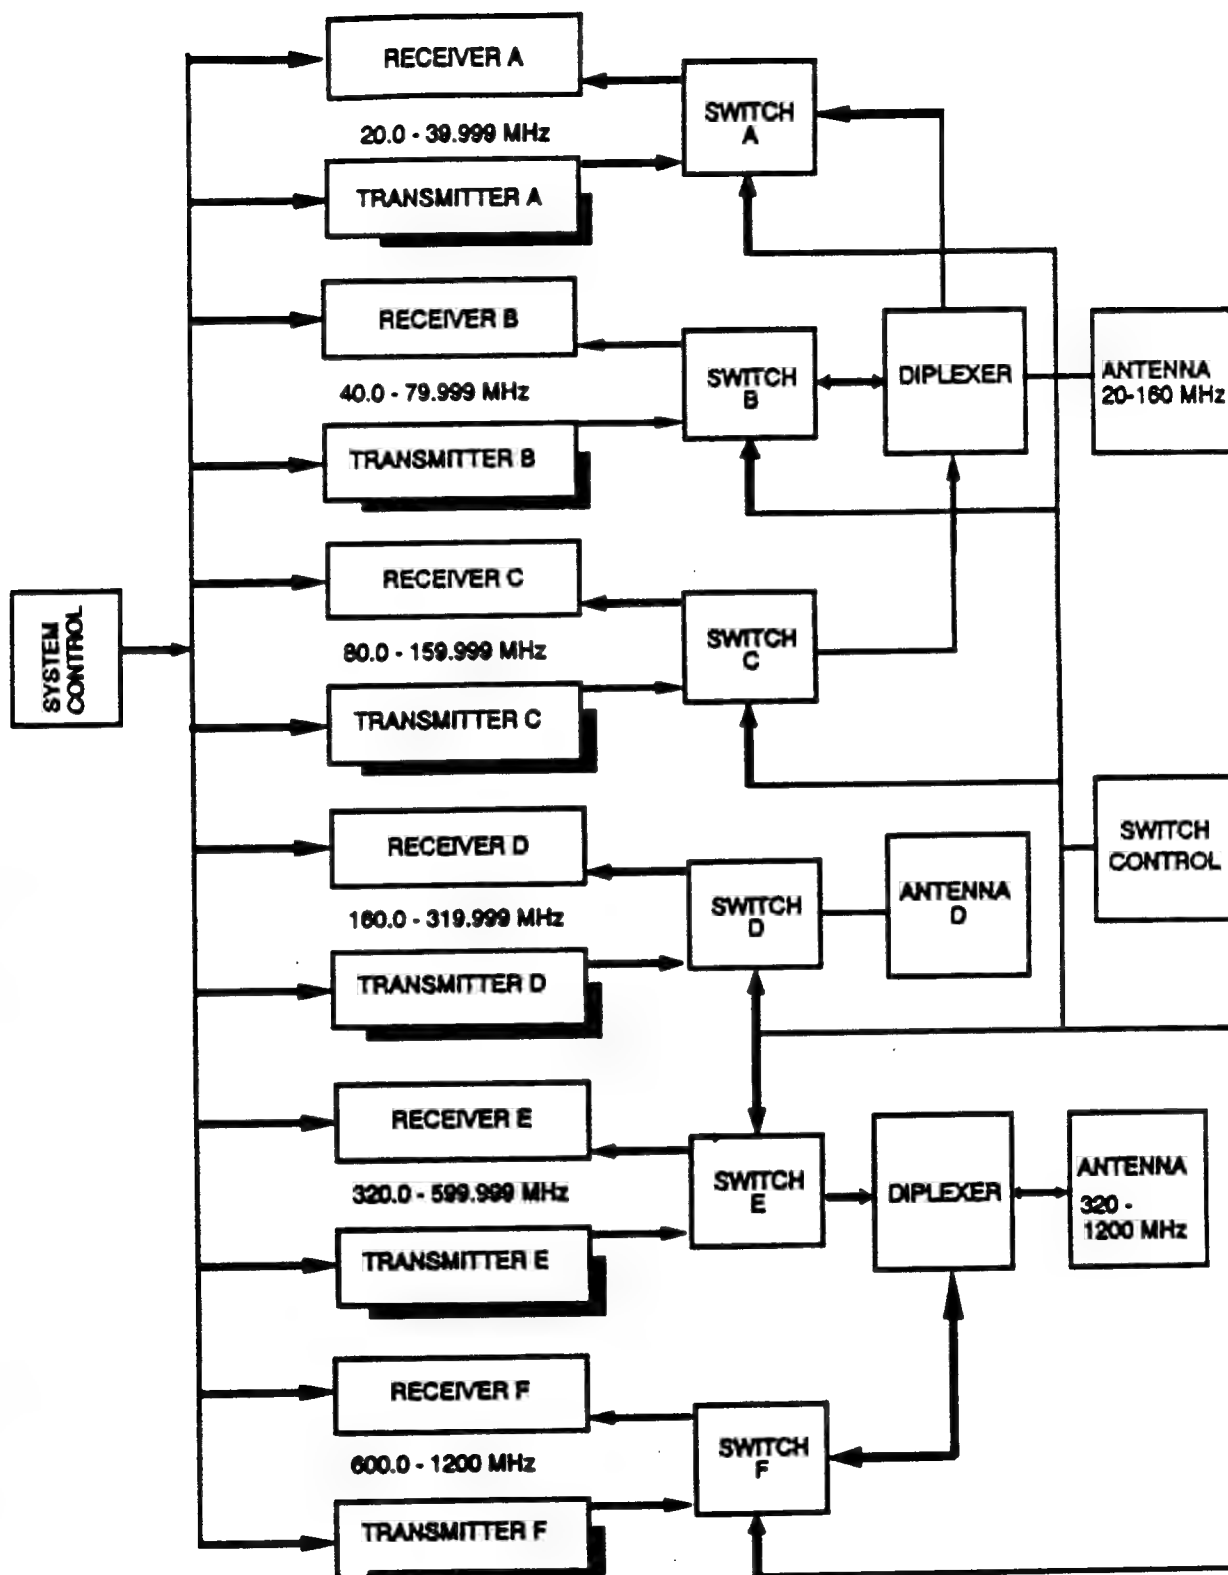 RECEIVER A
SWITCH
A
20.0 - 39.999 MHz
TRANSMITTER A
RECEIVER B
SWITCH
B
DIPLEXER
ANTENNA
20-160 MHz
40.0 - 79.999 MHz
TRANSMITTER B
RECEIVER C
SWITCH
C
SYSTEM
CONTROL
80.0 - 159.999 MHz
TRANSMITTER C
RECEIVER D
SWITCH
CONTROL
SWITCH
D
ANTENNA
D
160.0 - 319.999 MHz
TRANSMITTER D
RECEIVER E
SWITCH
E
DIPLEXER
ANTENNA
320 -
1200 MHz
320.0 - 599.999 MHz
TRANSMITTER E
RECEIVER F
SWITCH
F
600.0 - 1200 MHz
TRANSMITTER F